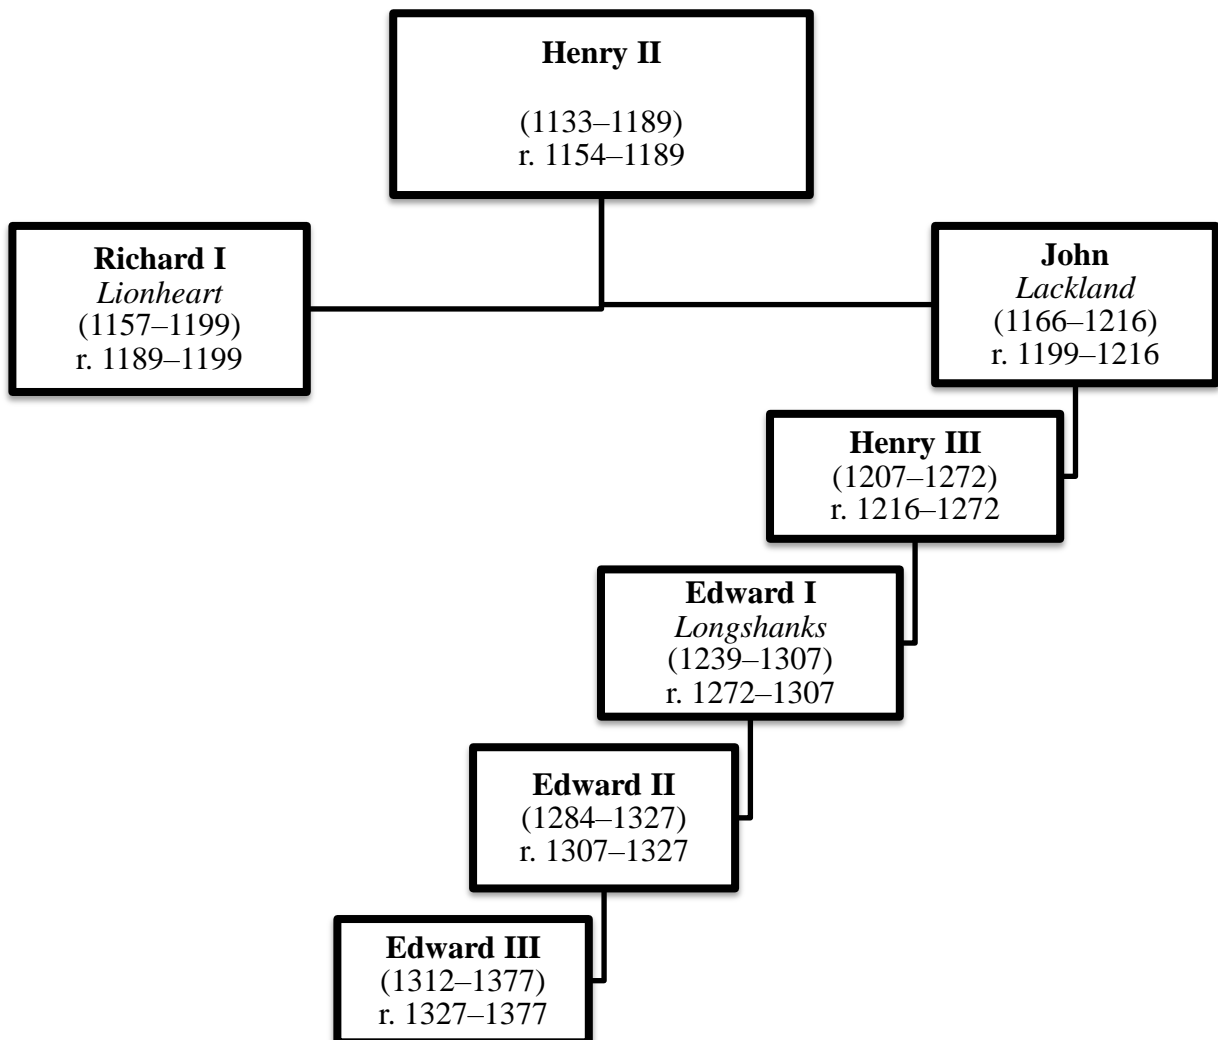 Henry II
(1133–1189)
r. 1154–1189
Richard I
Lionheart
(1157–1199)
r. 1189–1199
John
Lackland
(1166–1216)
r. 1199–1216
Henry III
(1207–1272)
r. 1216–1272
Edward I
Longshanks
(1239–1307)
r. 1272–1307
Edward II
(1284–1327)
r. 1307–1327
Edward III
(1312–1377)
r. 1327–1377